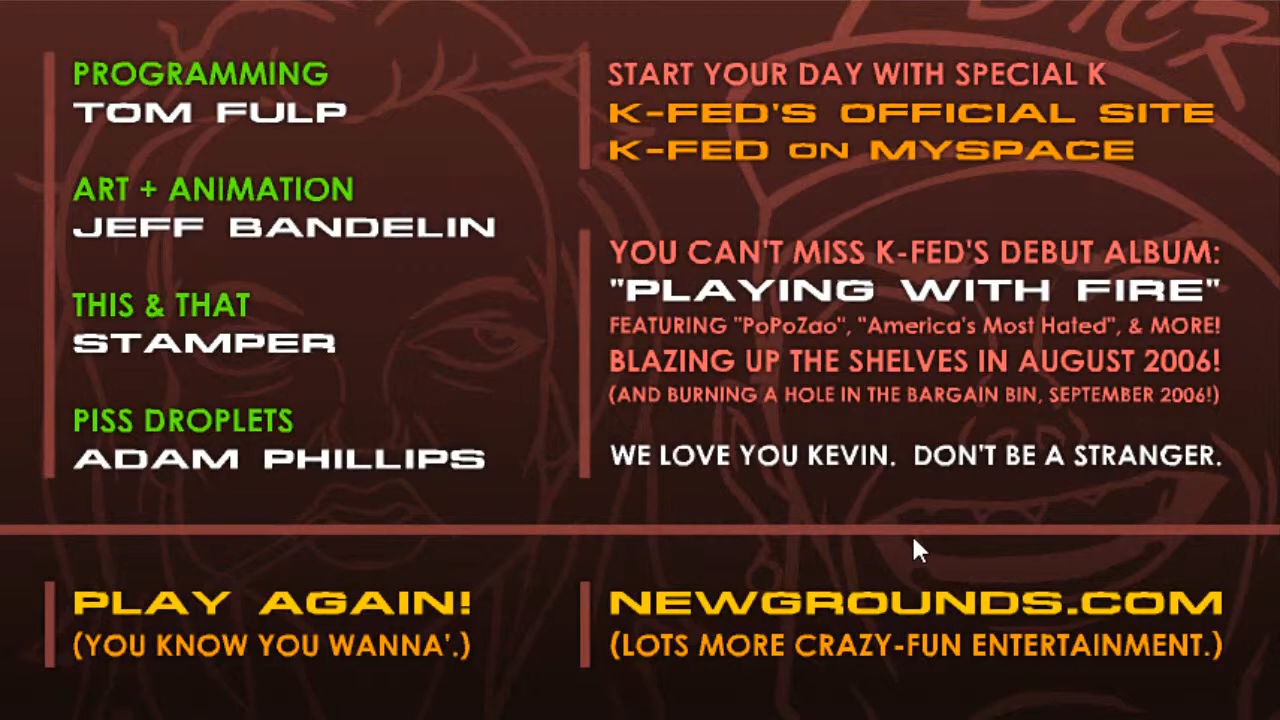 PROGRAMMING
TOM FULP
ART + ANIMATION
JEFF BANDELIN
THIS & THAT
STAMPER
PISS DROPLETS
ADAM PHILLIPS
START YOUR DAY WITH SPECIAL K
K-FED'S OFFICIAL SITE
K-FED ON MYSPACE
YOU CAN'T MISS K-FED'S DEBUT ALBUM:
"PLAYING WITH FIRE"
FEATURING "PoPoZao", "America's Most Hated", & MORE!
BLAZING UP THE SHELVES IN AUGUST 2006!
(AND BURNING A HOLE IN THE BARGAIN BIN, SEPTEMBER 2006!)
WE LOVE YOU KEVIN. DON'T BE A STRANGER.
PLAY AGAIN!
(YOU KNOW YOU WANNA'.)
NEWGROUNDS.COM
(LOTS MORE CRAZY-FUN ENTERTAINMENT.)